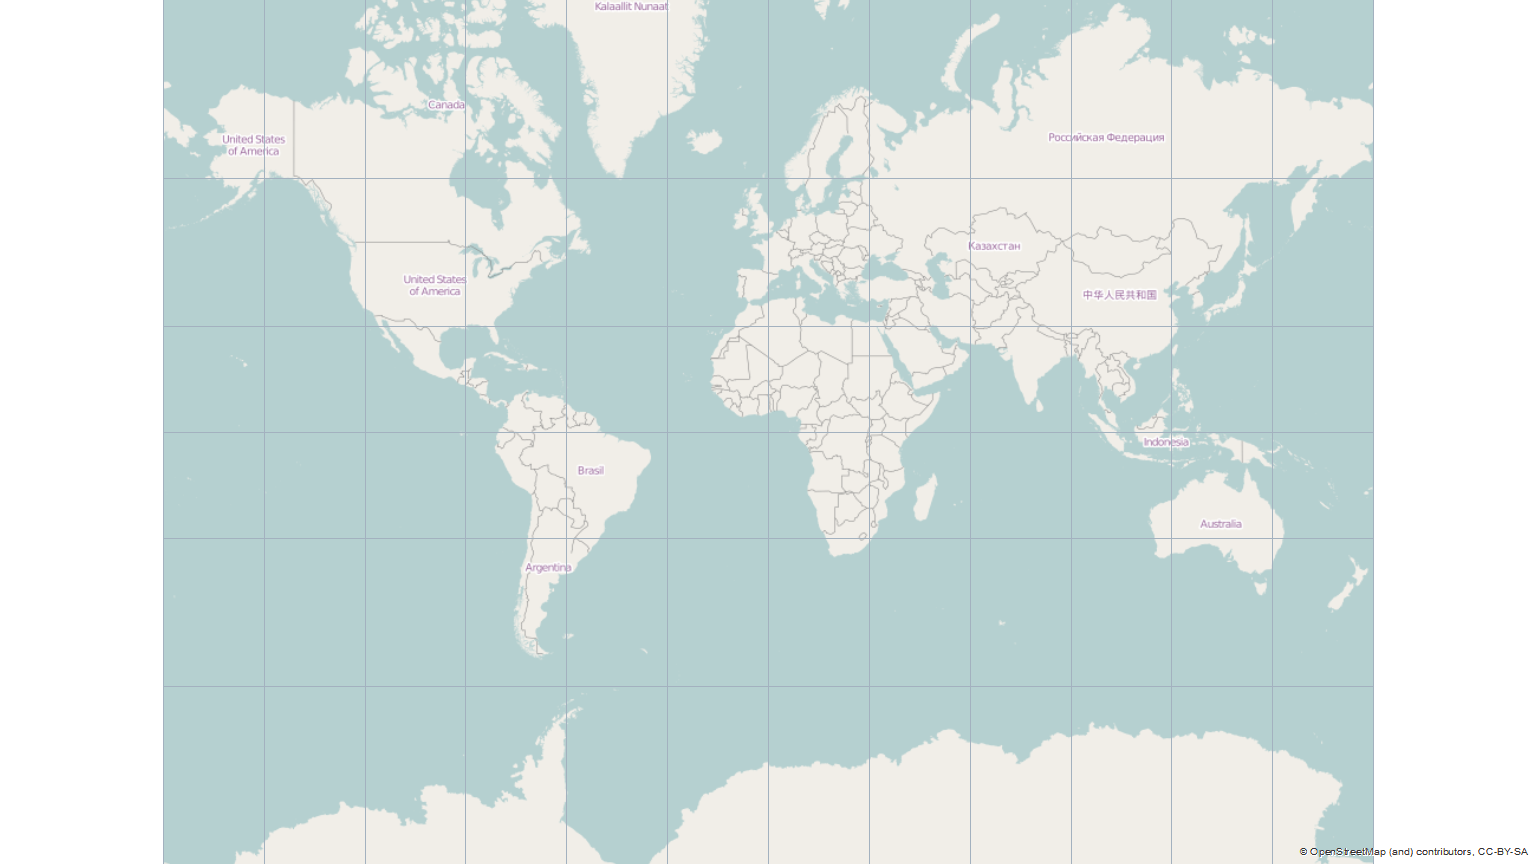 Kalaallit Nunaat
Canada
United States
of America
Российская Федерация
Казахстан
United States
of America
中华人民共和国
Indonesia
Brasil
Australia
Argentina
© OpenStreetMap (and) contributors, CC-BY-SA